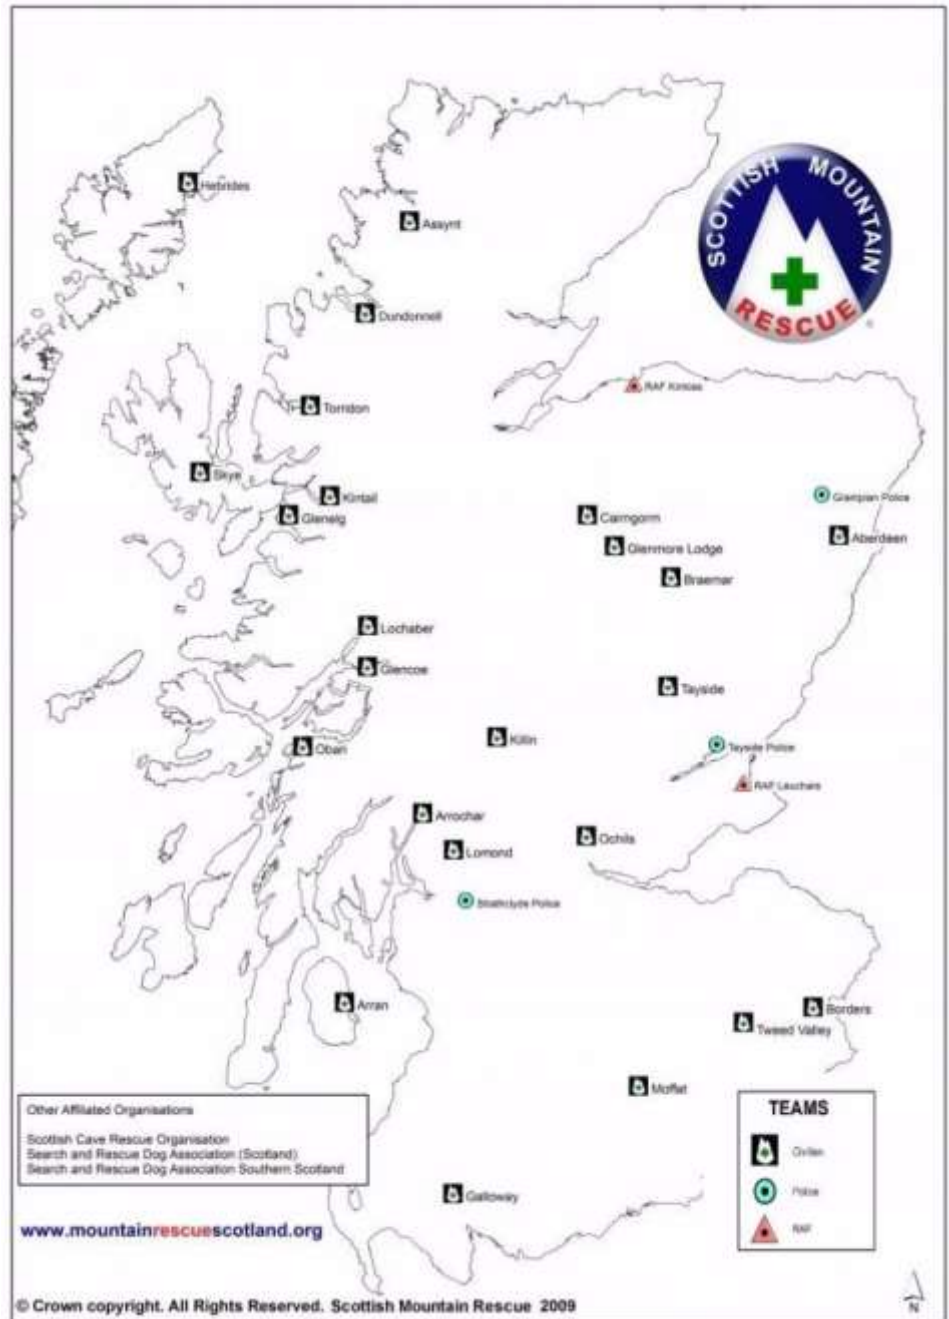 SCOTTISH MOUNTAIN
RESCUE
Hebrides
Assynt
Dundonnell
Torridon
RAF Kinloss
Skye
Kintail
Glenelg
Grampian Police
Cairngorm
Aberdeen
Glenmore Lodge
Braemar
Lochaber
Glencoe
Tayside
Killin
Oban
Tayside Police
RAF Leuchars
Arrochar
Ochils
Lomond
Strathclyde Police
Arran
Borders
Tweed Valley
Moffat
Galloway
Other Affiliated Organisations
Scottish Cave Rescue Organisation
Search and Rescue Dog Association (Scotland)
Search and Rescue Dog Association Southern Scotland
TEAMS
Civilian
Police
RAF
www.mountainrescuescotland.org
© Crown copyright. All Rights Reserved. Scottish Mountain Rescue 2009
N